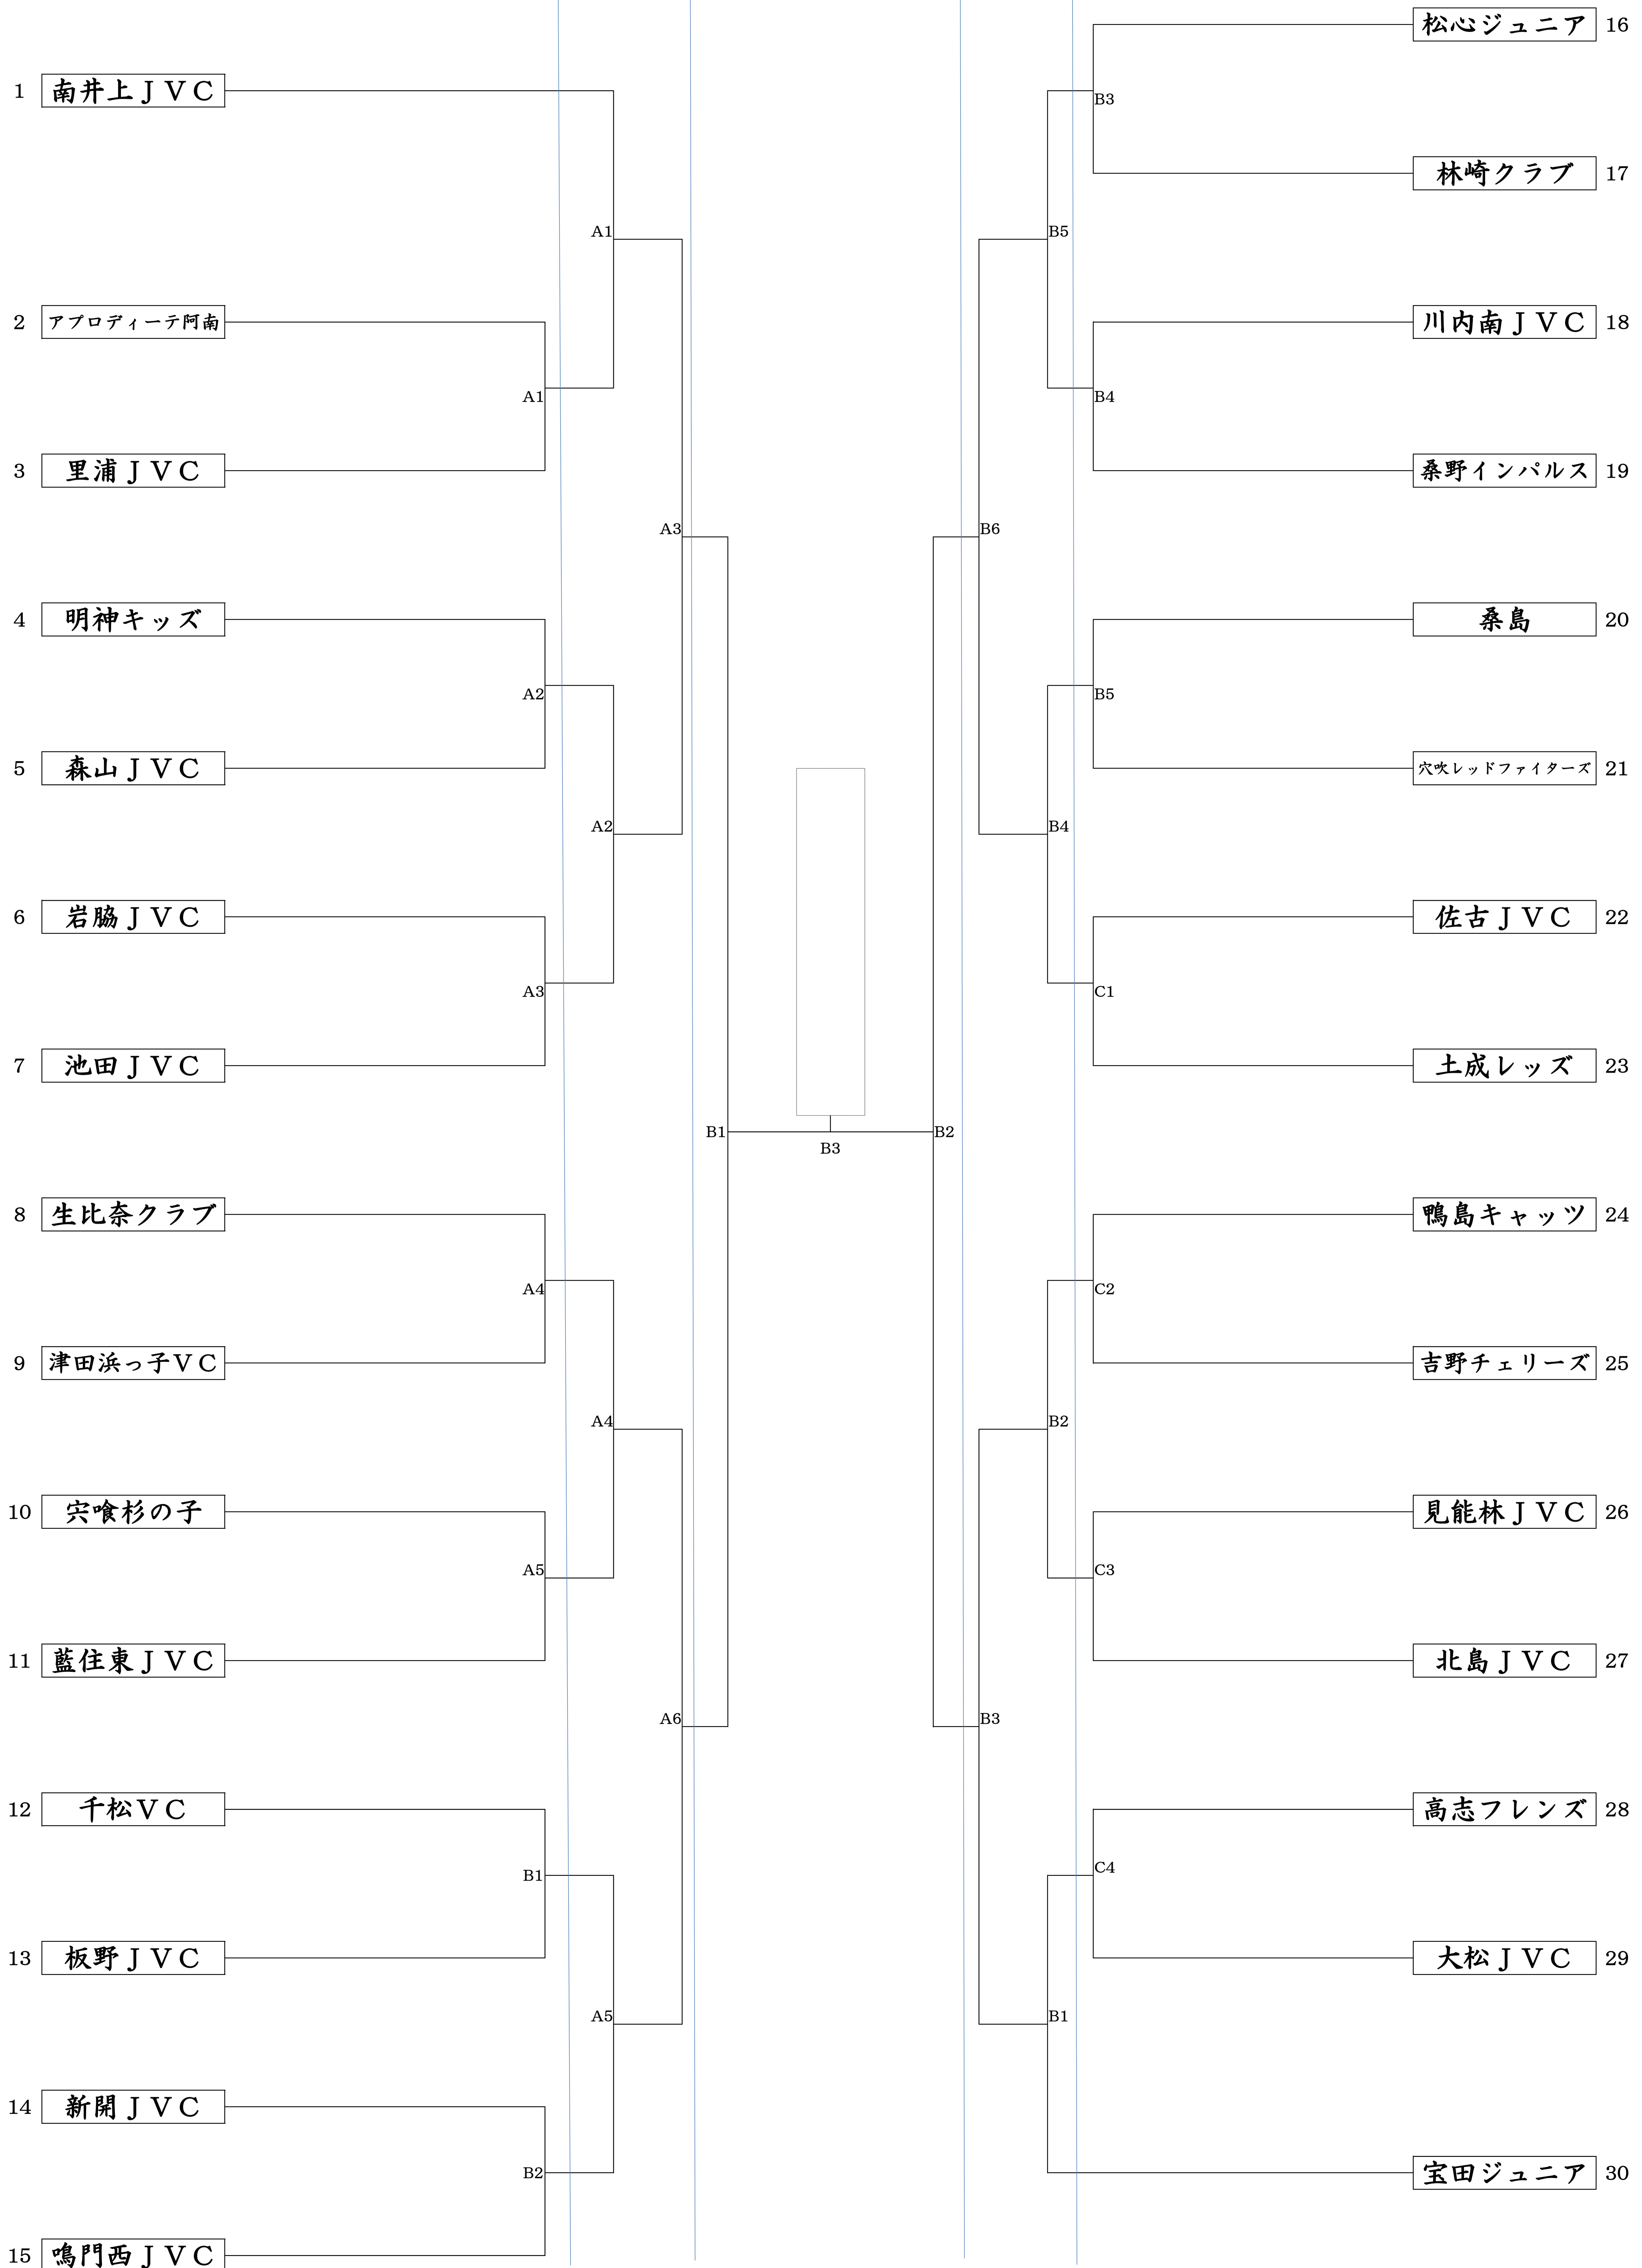 1 南井上ＪＶＣ
2 アプロディーテ阿南
3 里浦ＪＶＣ
4 明神キッズ
5 森山ＪＶＣ
6 岩脇ＪＶＣ
7 池田ＪＶＣ
8 生比奈クラブ
9 津田浜っ子ＶＣ
10 宍喰杉の子
11 藍住東ＪＶＣ
12 千松ＶＣ
13 板野ＪＶＣ
14 新開ＪＶＣ
15 鳴門西ＪＶＣ
A1
A2
A3
A4
A5
B1
B2
A1
A2
A4
A5
A3
A6
B1
B3
B2
B6
B3
B5
B4
B2
B1
B3
B4
B5
C1
C2
C3
C4
松心ジュニア 16
林崎クラブ 17
川内南ＪＶＣ 18
桑野インパルス 19
桑島 20
穴吹レッドファイターズ 21
佐古ＪＶＣ 22
土成レッズ 23
鴨島キャッツ 24
吉野チェリーズ 25
見能林ＪＶＣ 26
北島ＪＶＣ 27
高志フレンズ 28
大松ＪＶＣ 29
宝田ジュニア 30